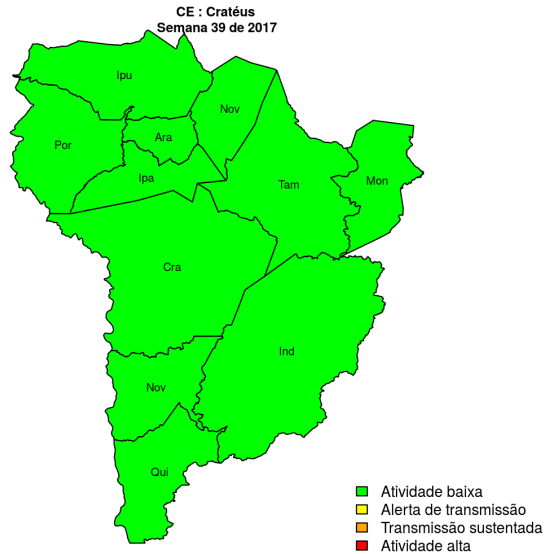 CE : Cratéus
Semana 39 de 2017
Ipu
Nov
Ara
Por
Ipa
Tam
Mon
Cra
Ind
Nov
Qui
Atividade baixa
Alerta de transmissão
Transmissão sustentada
Atividade alta